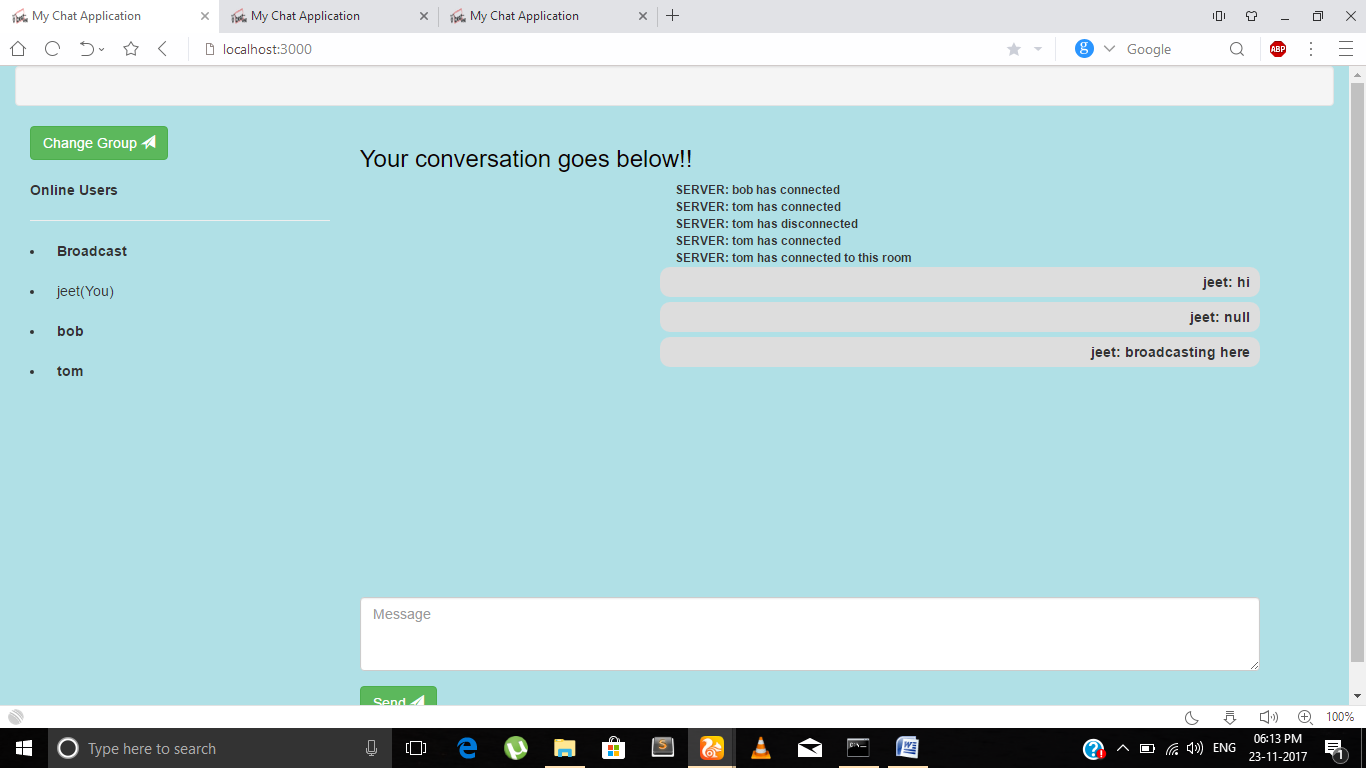 My Chat Application
My Chat Application
My Chat Application
localhost:3000
g
Google
ABP
Change Group
Your conversation goes below!!
Online Users
SERVER: bob has connected
SERVER: tom has connected
SERVER: tom has disconnected
SERVER: tom has connected
SERVER: tom has connected to this room
Broadcast
jeet(You)
bob
tom
jeet: hi
jeet: null
jeet: broadcasting here
Message
Send
100%
Type here to search
ENG
06:13 PM
23-11-2017
1